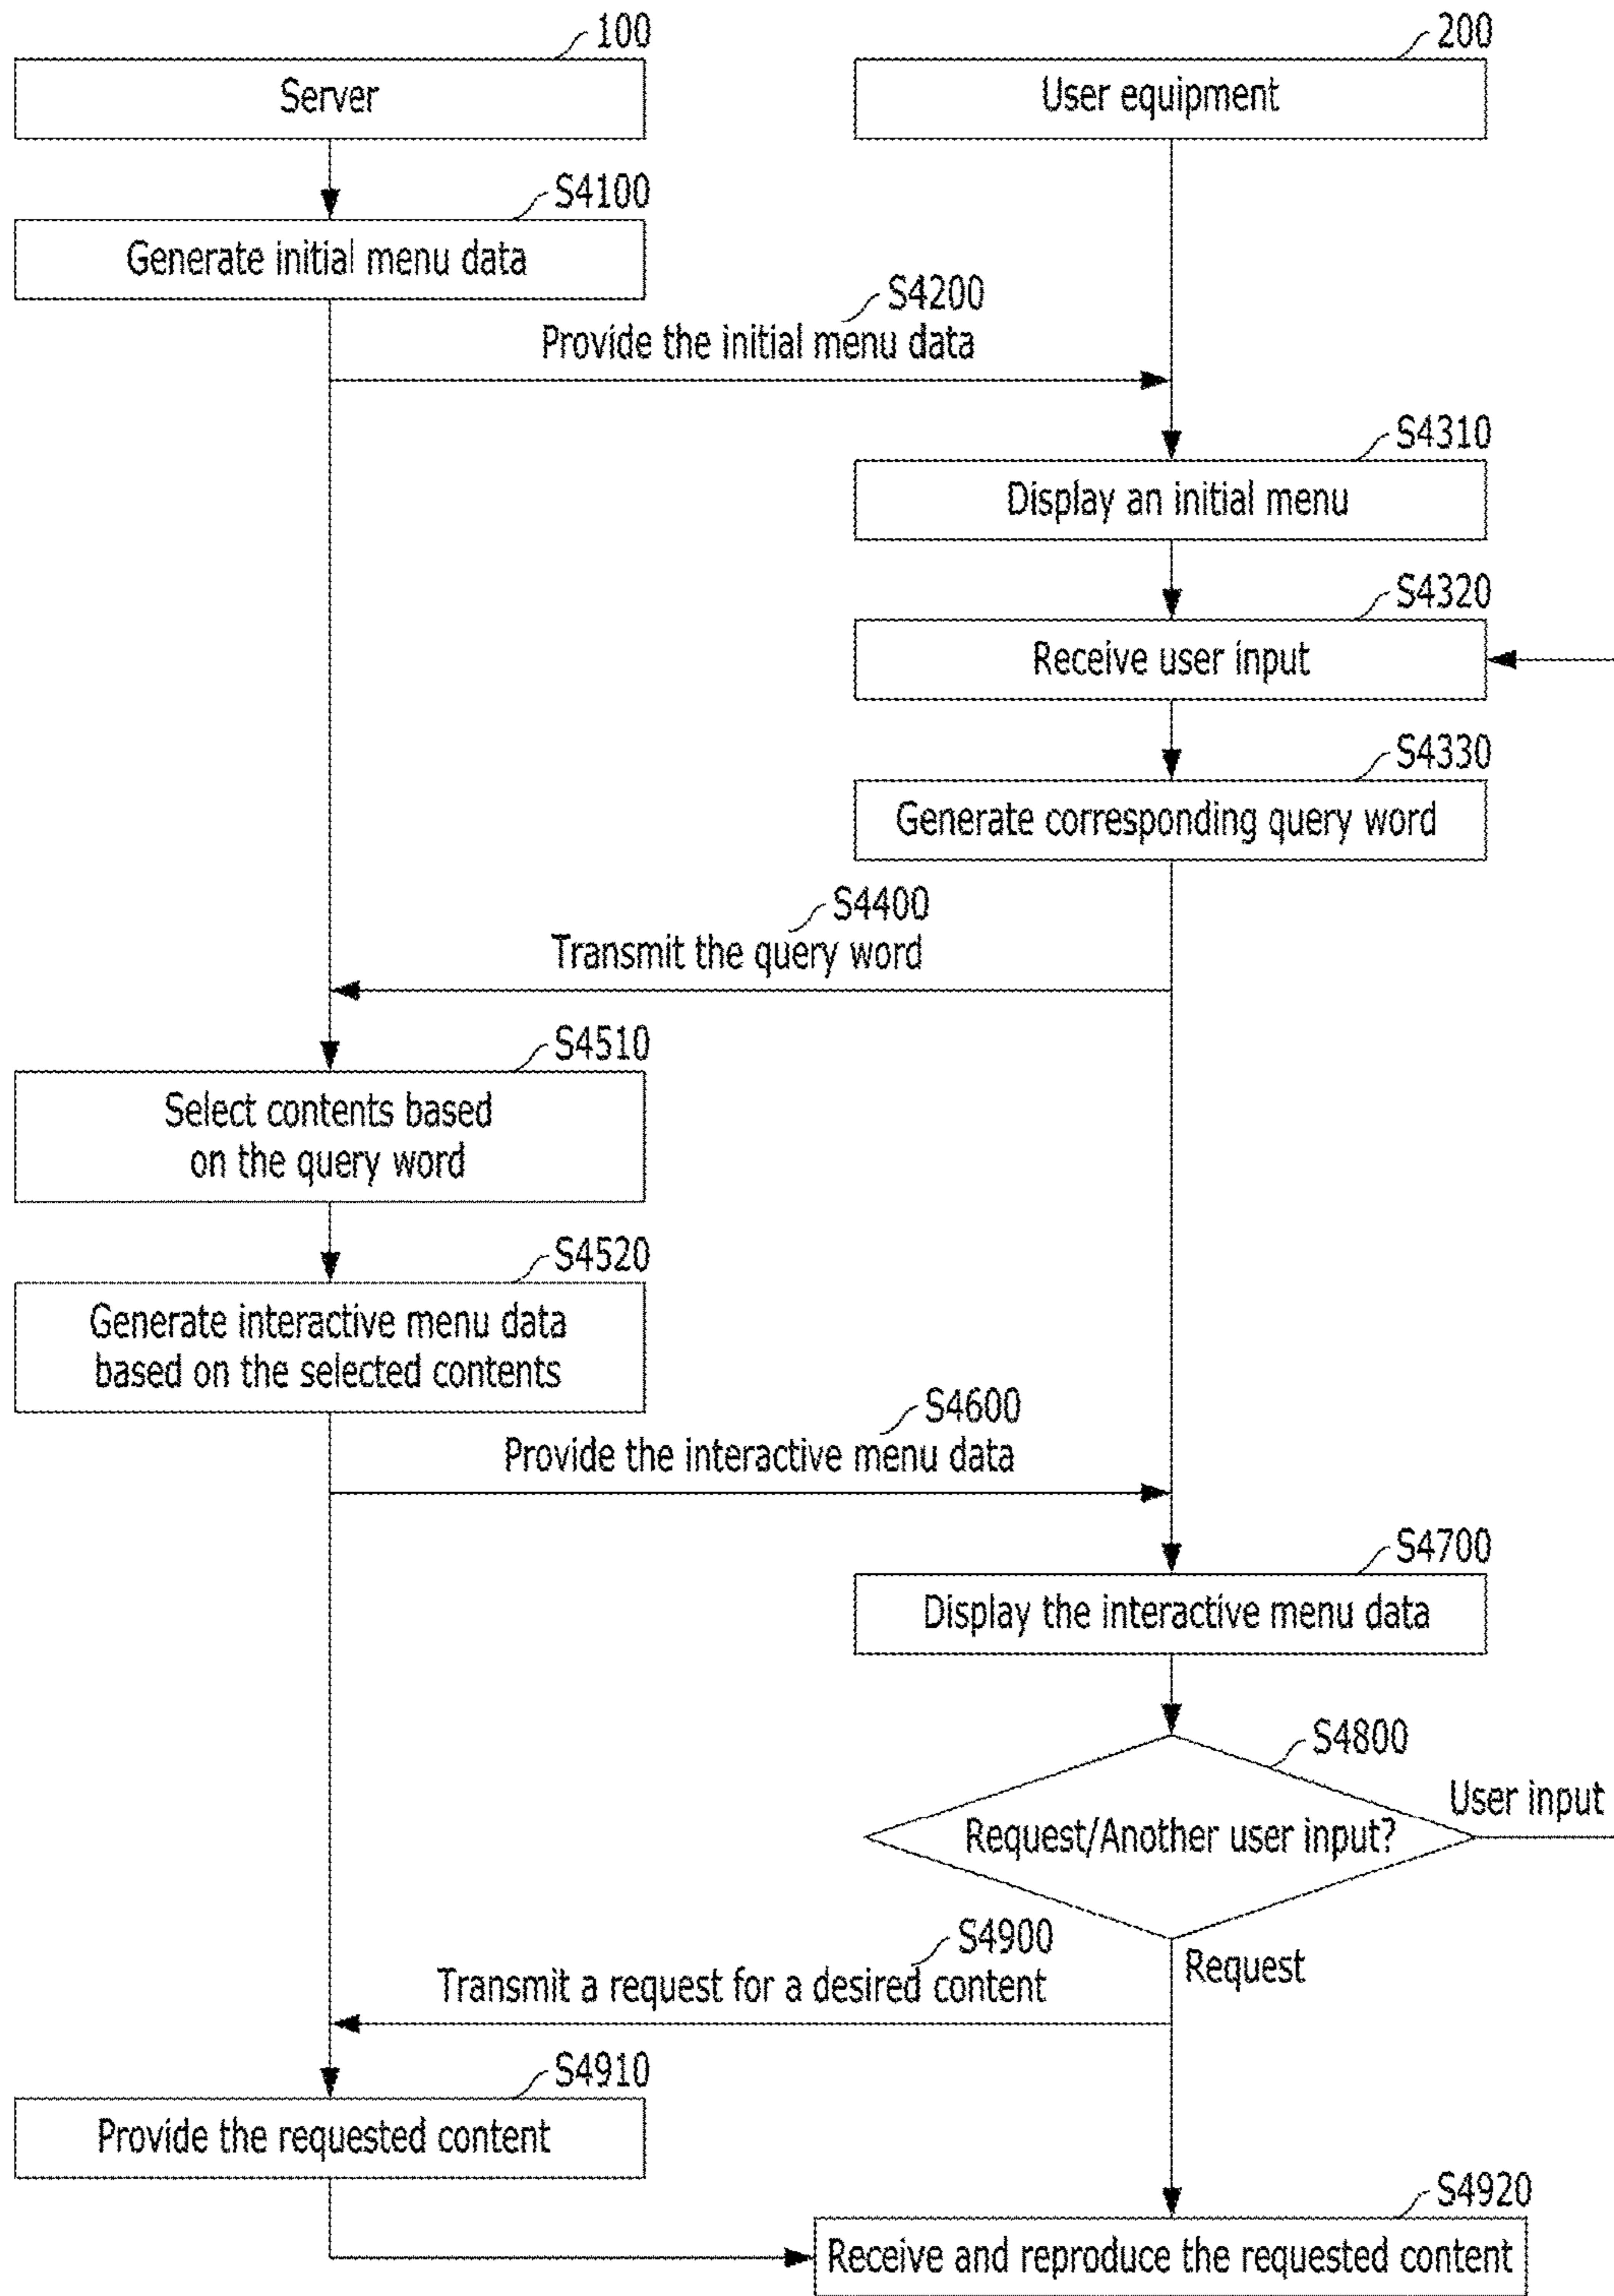 100
Server
200
User equipment
S4100
Generate initial menu data
S4200
Provide the initial menu data
S4310
Display an initial menu
S4320
Receive user input
S4330
Generate corresponding query word
S4400
Transmit the query word
S4510
Select contents based
on the query word
S4520
Generate interactive menu data
based on the selected contents
S4600
Provide the interactive menu data
S4700
Display the interactive menu data
S4800
Request/Another user input?
User input
Request
S4900
Transmit a request for a desired content
S4910
Provide the requested content
S4920
Receive and reproduce the requested content